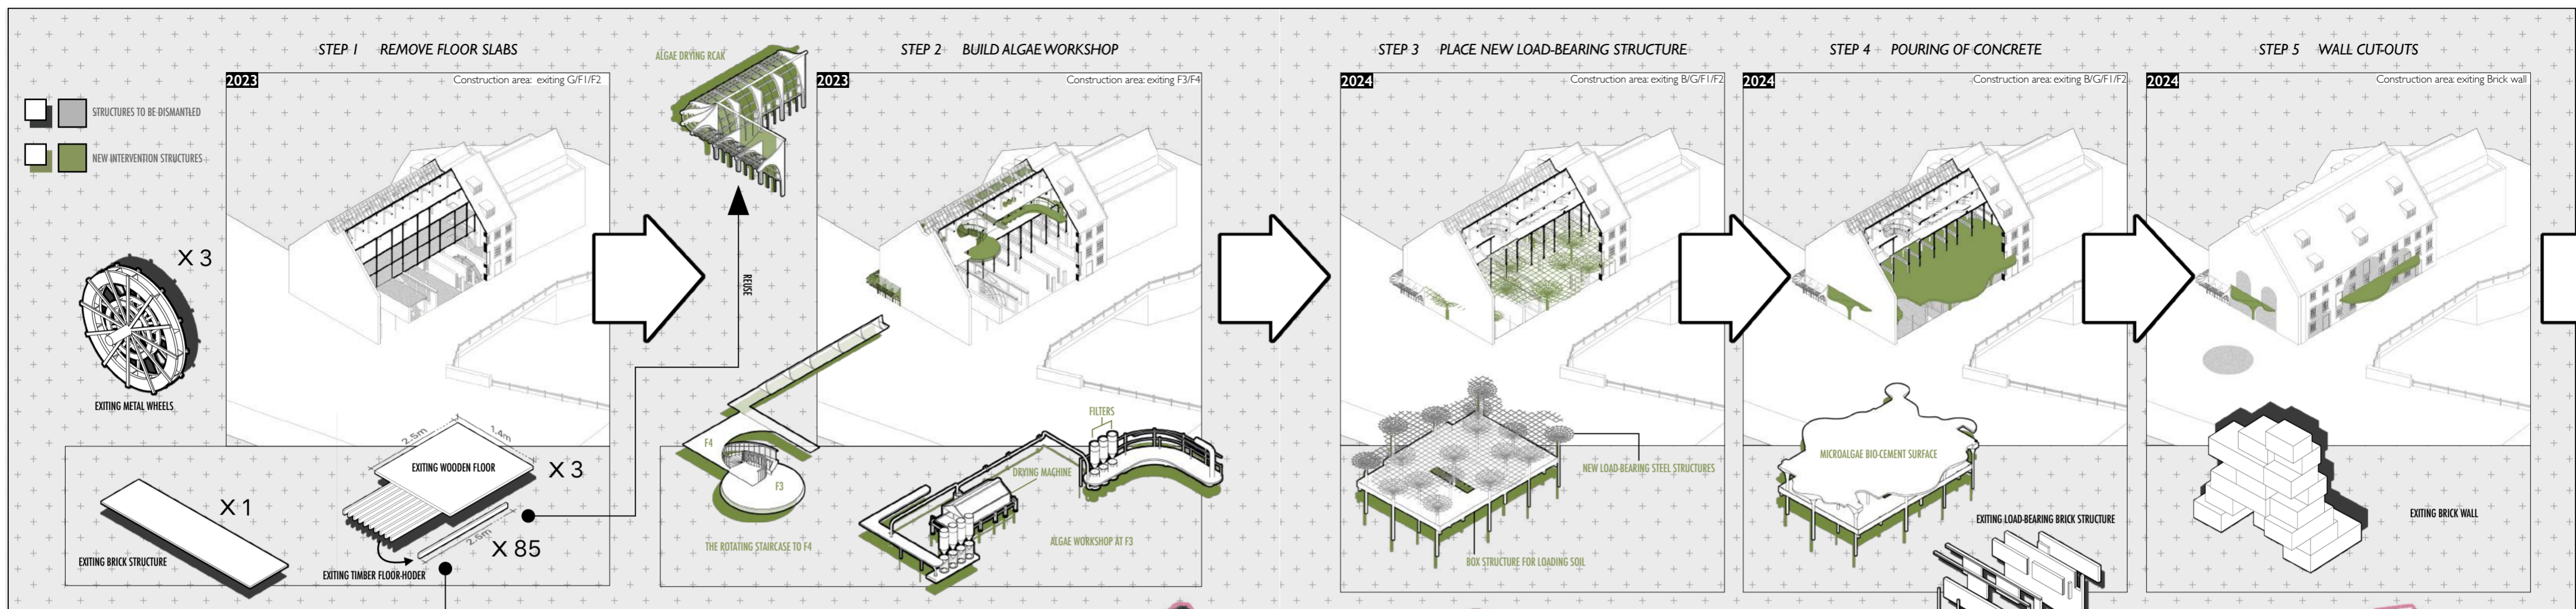 STEP 1 REMOVE FLOOR SLABS
2023
Construction area: exiting G/F1/F2
STRUCTURES TO BE DISMANTLED
NEW INTERVENTION STRUCTURES
X 3
EXITING METAL WHEELS
2.5m
1.4m
EXITING WOODEN FLOOR
X 3
X 1
EXITING BRICK STRUCTURE
2.5m
X 85
EXITING TIMBER FLOOR-HODER
ALGAE DRYING RCAK
REUSE
STEP 2 BUILD ALGAE WORKSHOP
2023
Construction area: exiting F3/F4
F4
F3
THE ROTATING STAIRCASE TO F4
FILTERS
DRYING MACHINE
ALGAE WORKSHOP AT F3
STEP 3 PLACE NEW LOAD-BEARING STRUCTURE
2024
Construction area: exiting B/G/F1/F2
NEW LOAD-BEARING STEEL STRUCTURES
BOX STRUCTURE FOR LOADING SOIL
STEP 4 POURING OF CONCRETE
2024
Construction area: exiting B/G/F1/F2
MICROALGAE BIO-CEMENT SURFACE
EXITING LOAD-BEARING BRICK STRUCTURE
STEP 5 WALL CUT-OUTS
2024
Construction area: exiting Brick wall
EXITING BRICK WALL